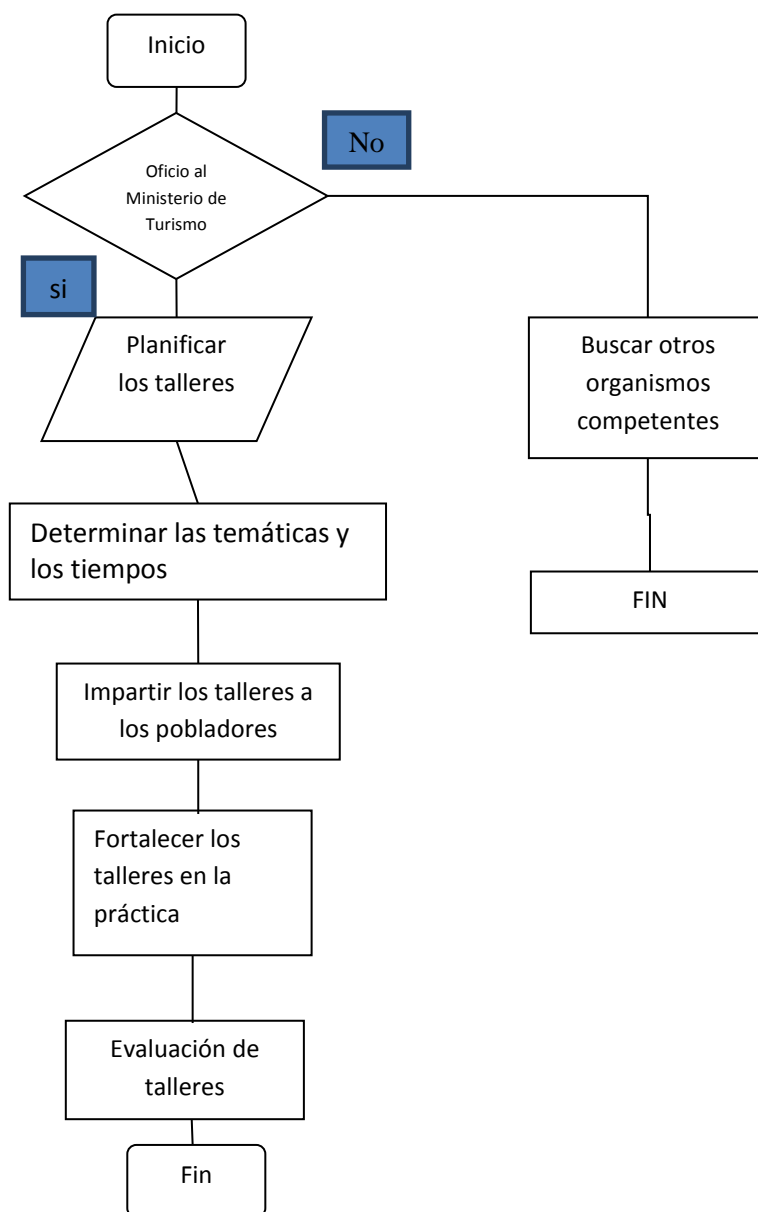 Inicio
No
Oficio al
Ministerio de
Turismo
si
Planificar
los talleres
Buscar otros
organismos
competentes
Determinar las temáticas y
los tiempos
FIN
Impartir los talleres a
los pobladores
Fortalecer los
talleres en la
práctica
Evaluación de
talleres
Fin